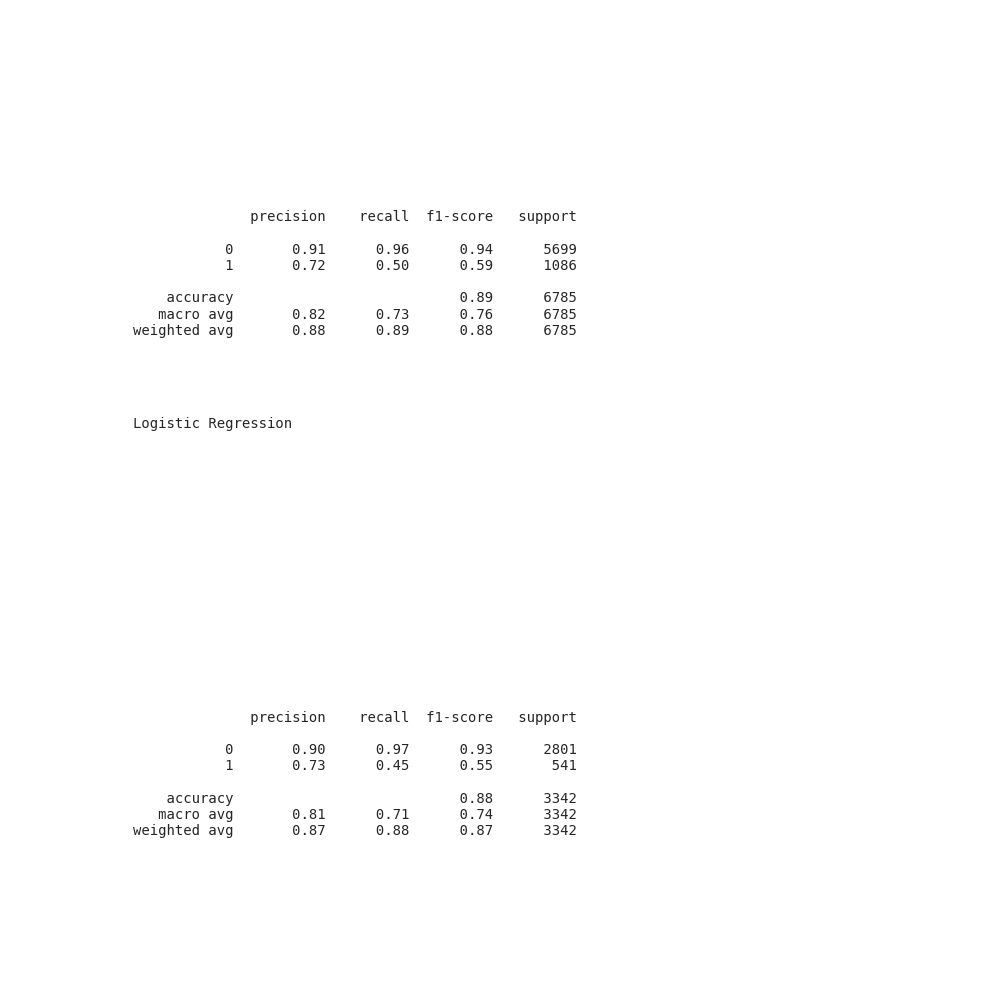 precision recall f1-score support
0 0.91 0.96 0.94 5699
1 0.72 0.50 0.59 1086
accuracy 0.89 6785
macro avg 0.82 0.73 0.76 6785
weighted avg 0.88 0.89 0.88 6785
Logistic Regression
precision recall f1-score support
0 0.90 0.97 0.93 2801
1 0.73 0.45 0.55 541
accuracy 0.88 3342
macro avg 0.81 0.71 0.74 3342
weighted avg 0.87 0.88 0.87 3342